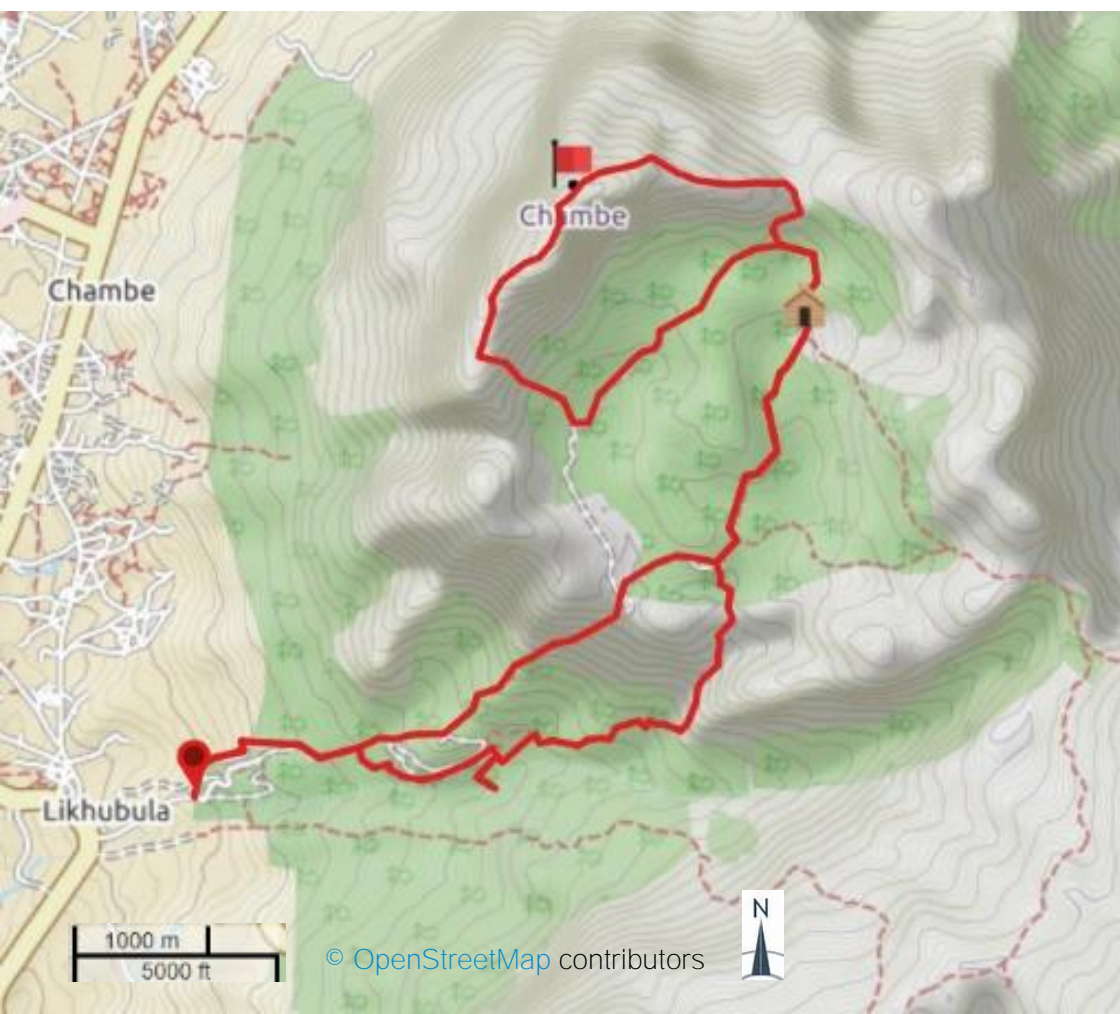 Chambe
Chambe
Likhubula
1000 m
5000 ft
© OpenStreetMap contributors
N